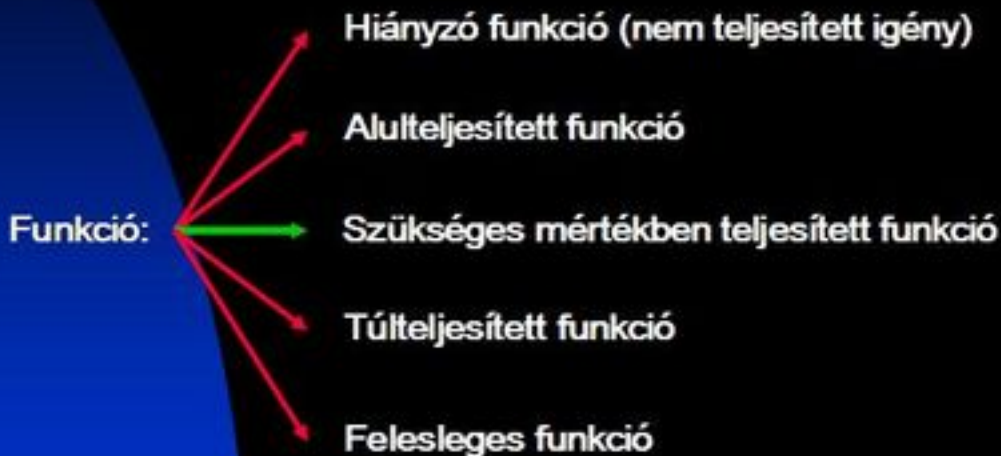 Hiányzó funkció (nem teljesített igény)
Alulteljesített funkció
Funkció:
Szükséges mértékben teljesített funkció
Túlteljesített funkció
Felesleges funkció